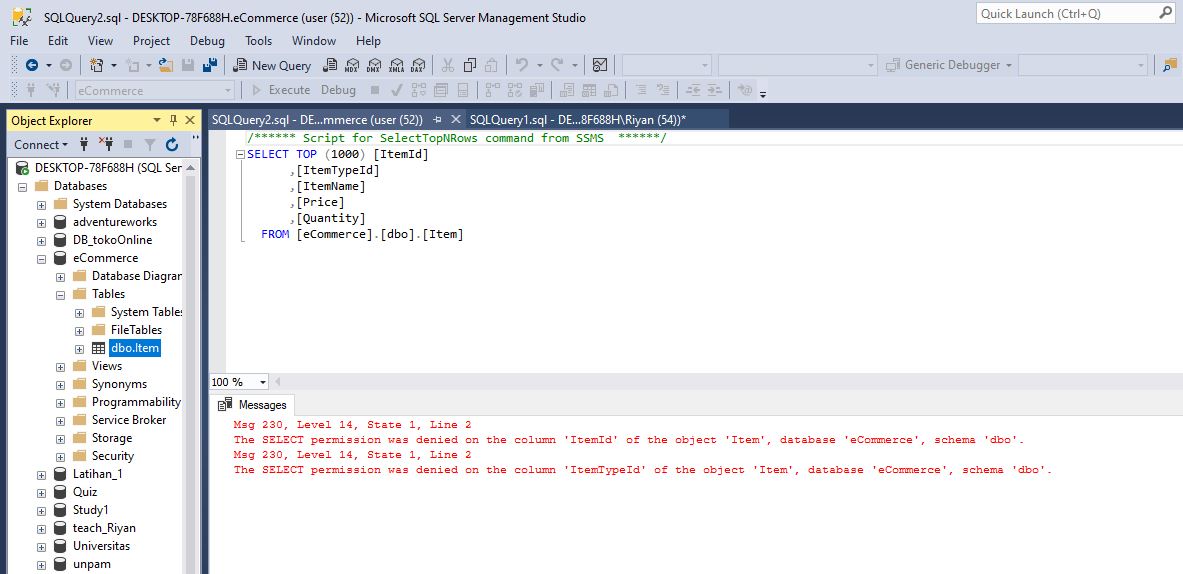 SQLQuery2.sql - DESKTOP-78F688H.eCommerce (user (52)) - Microsoft SQL Server Management Studio
Quick Launch (Ctrl+Q)
File Edit View Project Debug Tools Window Help
New Query MDX DMX XMLA DAX Generic Debugger
eCommerce Execute Debug
Object Explorer
Connect
DESKTOP-78F688H (SQL Ser
Databases
System Databases
adventureworks
DB_tokoOnline
eCommerce
Database Diagran
Tables
System Tables
FileTables
dbo.Item
Views
Synonyms
Programmability
Service Broker
Storage
Security
Latihan_1
Quiz
Study1
teach_Riyan
Universitas
unpam
SQLQuery2.sql - DE...mmerce (user (52)) SQLQuery1.sql - DE...8F688H\Riyan (54))*
/****** Script for SelectTopNRows command from SSMS  ******/
SELECT TOP (1000) [ItemId]
,[ItemTypeId]
,[ItemName]
,[Price]
,[Quantity]
FROM [eCommerce].[dbo].[Item]
100 %
Messages
Msg 230, Level 14, State 1, Line 2
The SELECT permission was denied on the column 'ItemId' of the object 'Item', database 'eCommerce', schema 'dbo'.
Msg 230, Level 14, State 1, Line 2
The SELECT permission was denied on the column 'ItemTypeId' of the object 'Item', database 'eCommerce', schema 'dbo'.